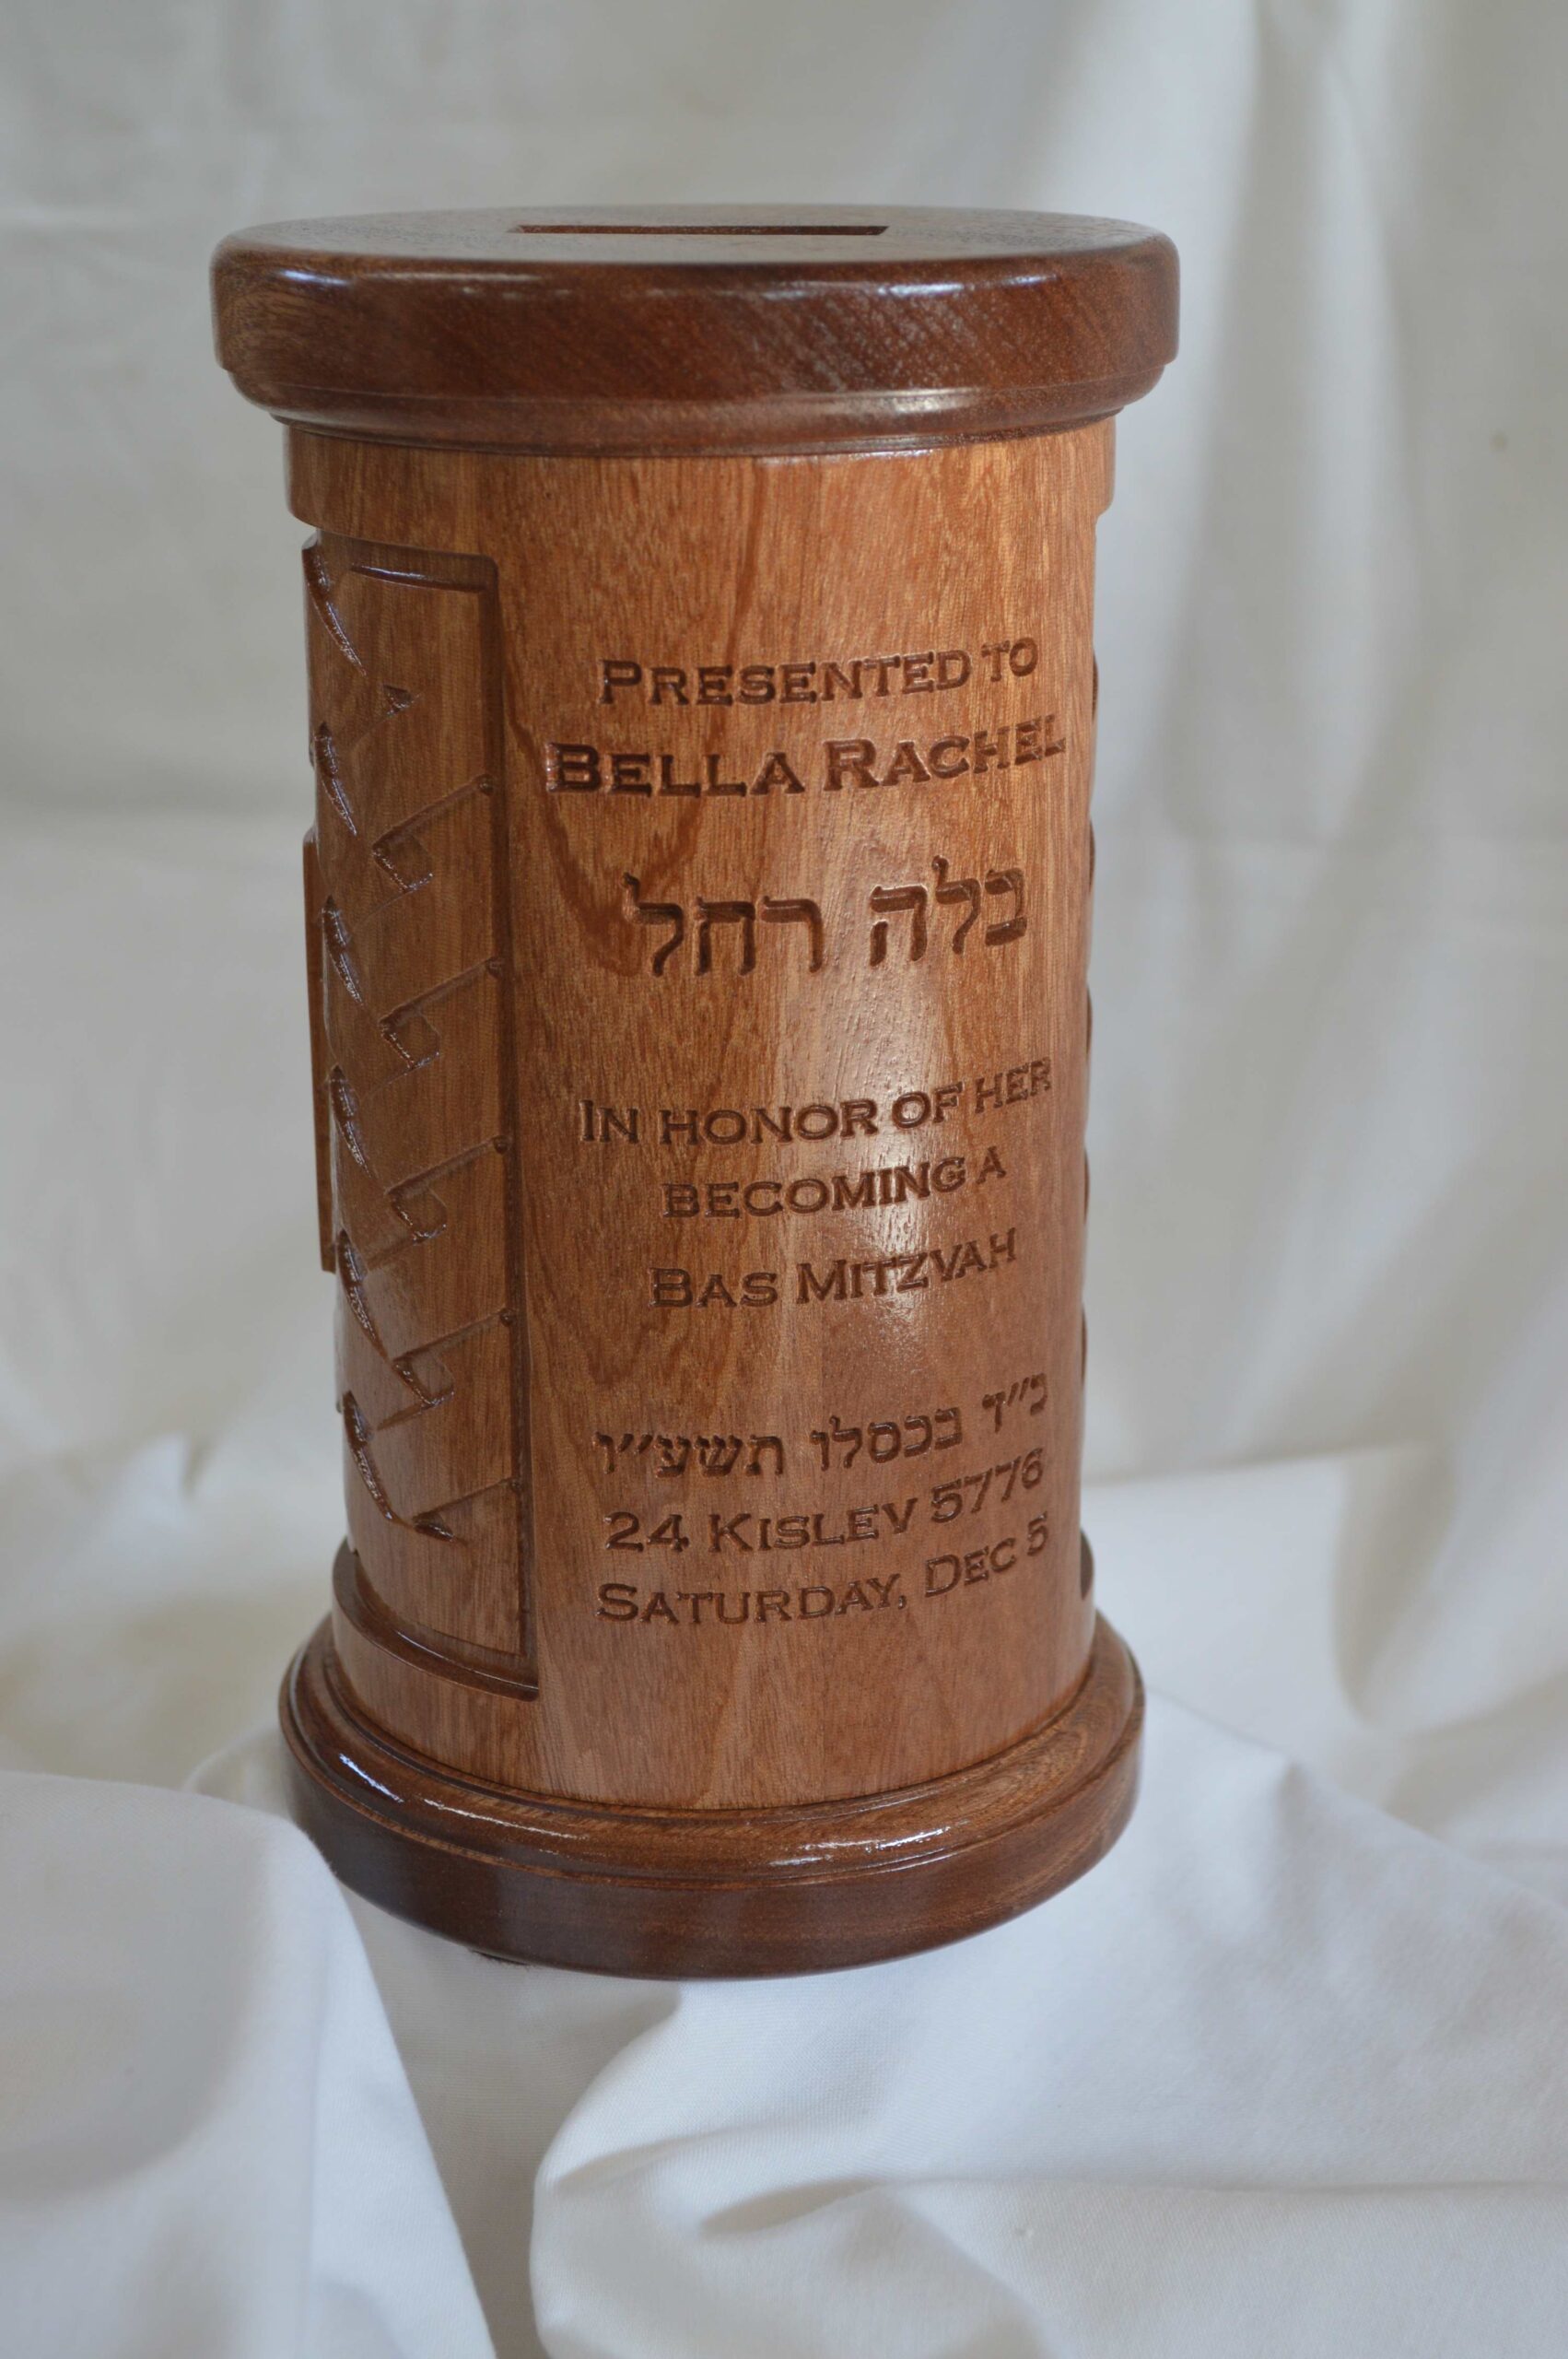 PRESENTED TO
BELLA RACHEL
בלה רחל
IN HONOR OF HER
BECOMING A
BAS MITZVAH
כ״ד בכסלו תשע״ו
24 KISLEV 5776
SATURDAY, DEC 5